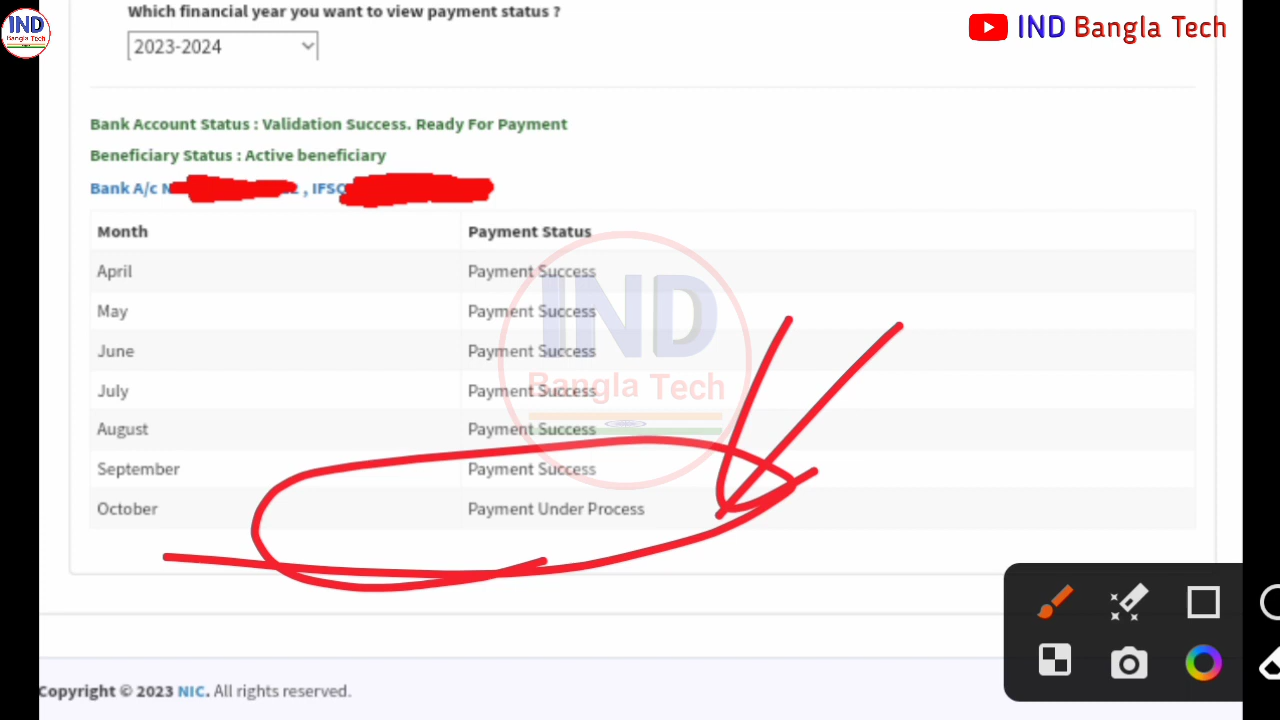 Which financial year you want to view payment status ?
IND
Bangla Tech
IND Bangla Tech
2023-2024
Bank Account Status : Validation Success. Ready For Payment
Beneficiary Status : Active beneficiary
Bank A/c N , IFSC
Month Payment Status
April Payment Success
May Payment Success
IND
June Payment Success
July Payment Success
Bangla Tech
August Payment Success
September Payment Success
October Payment Under Process
Copyright © 2023 NIC. All rights reserved.